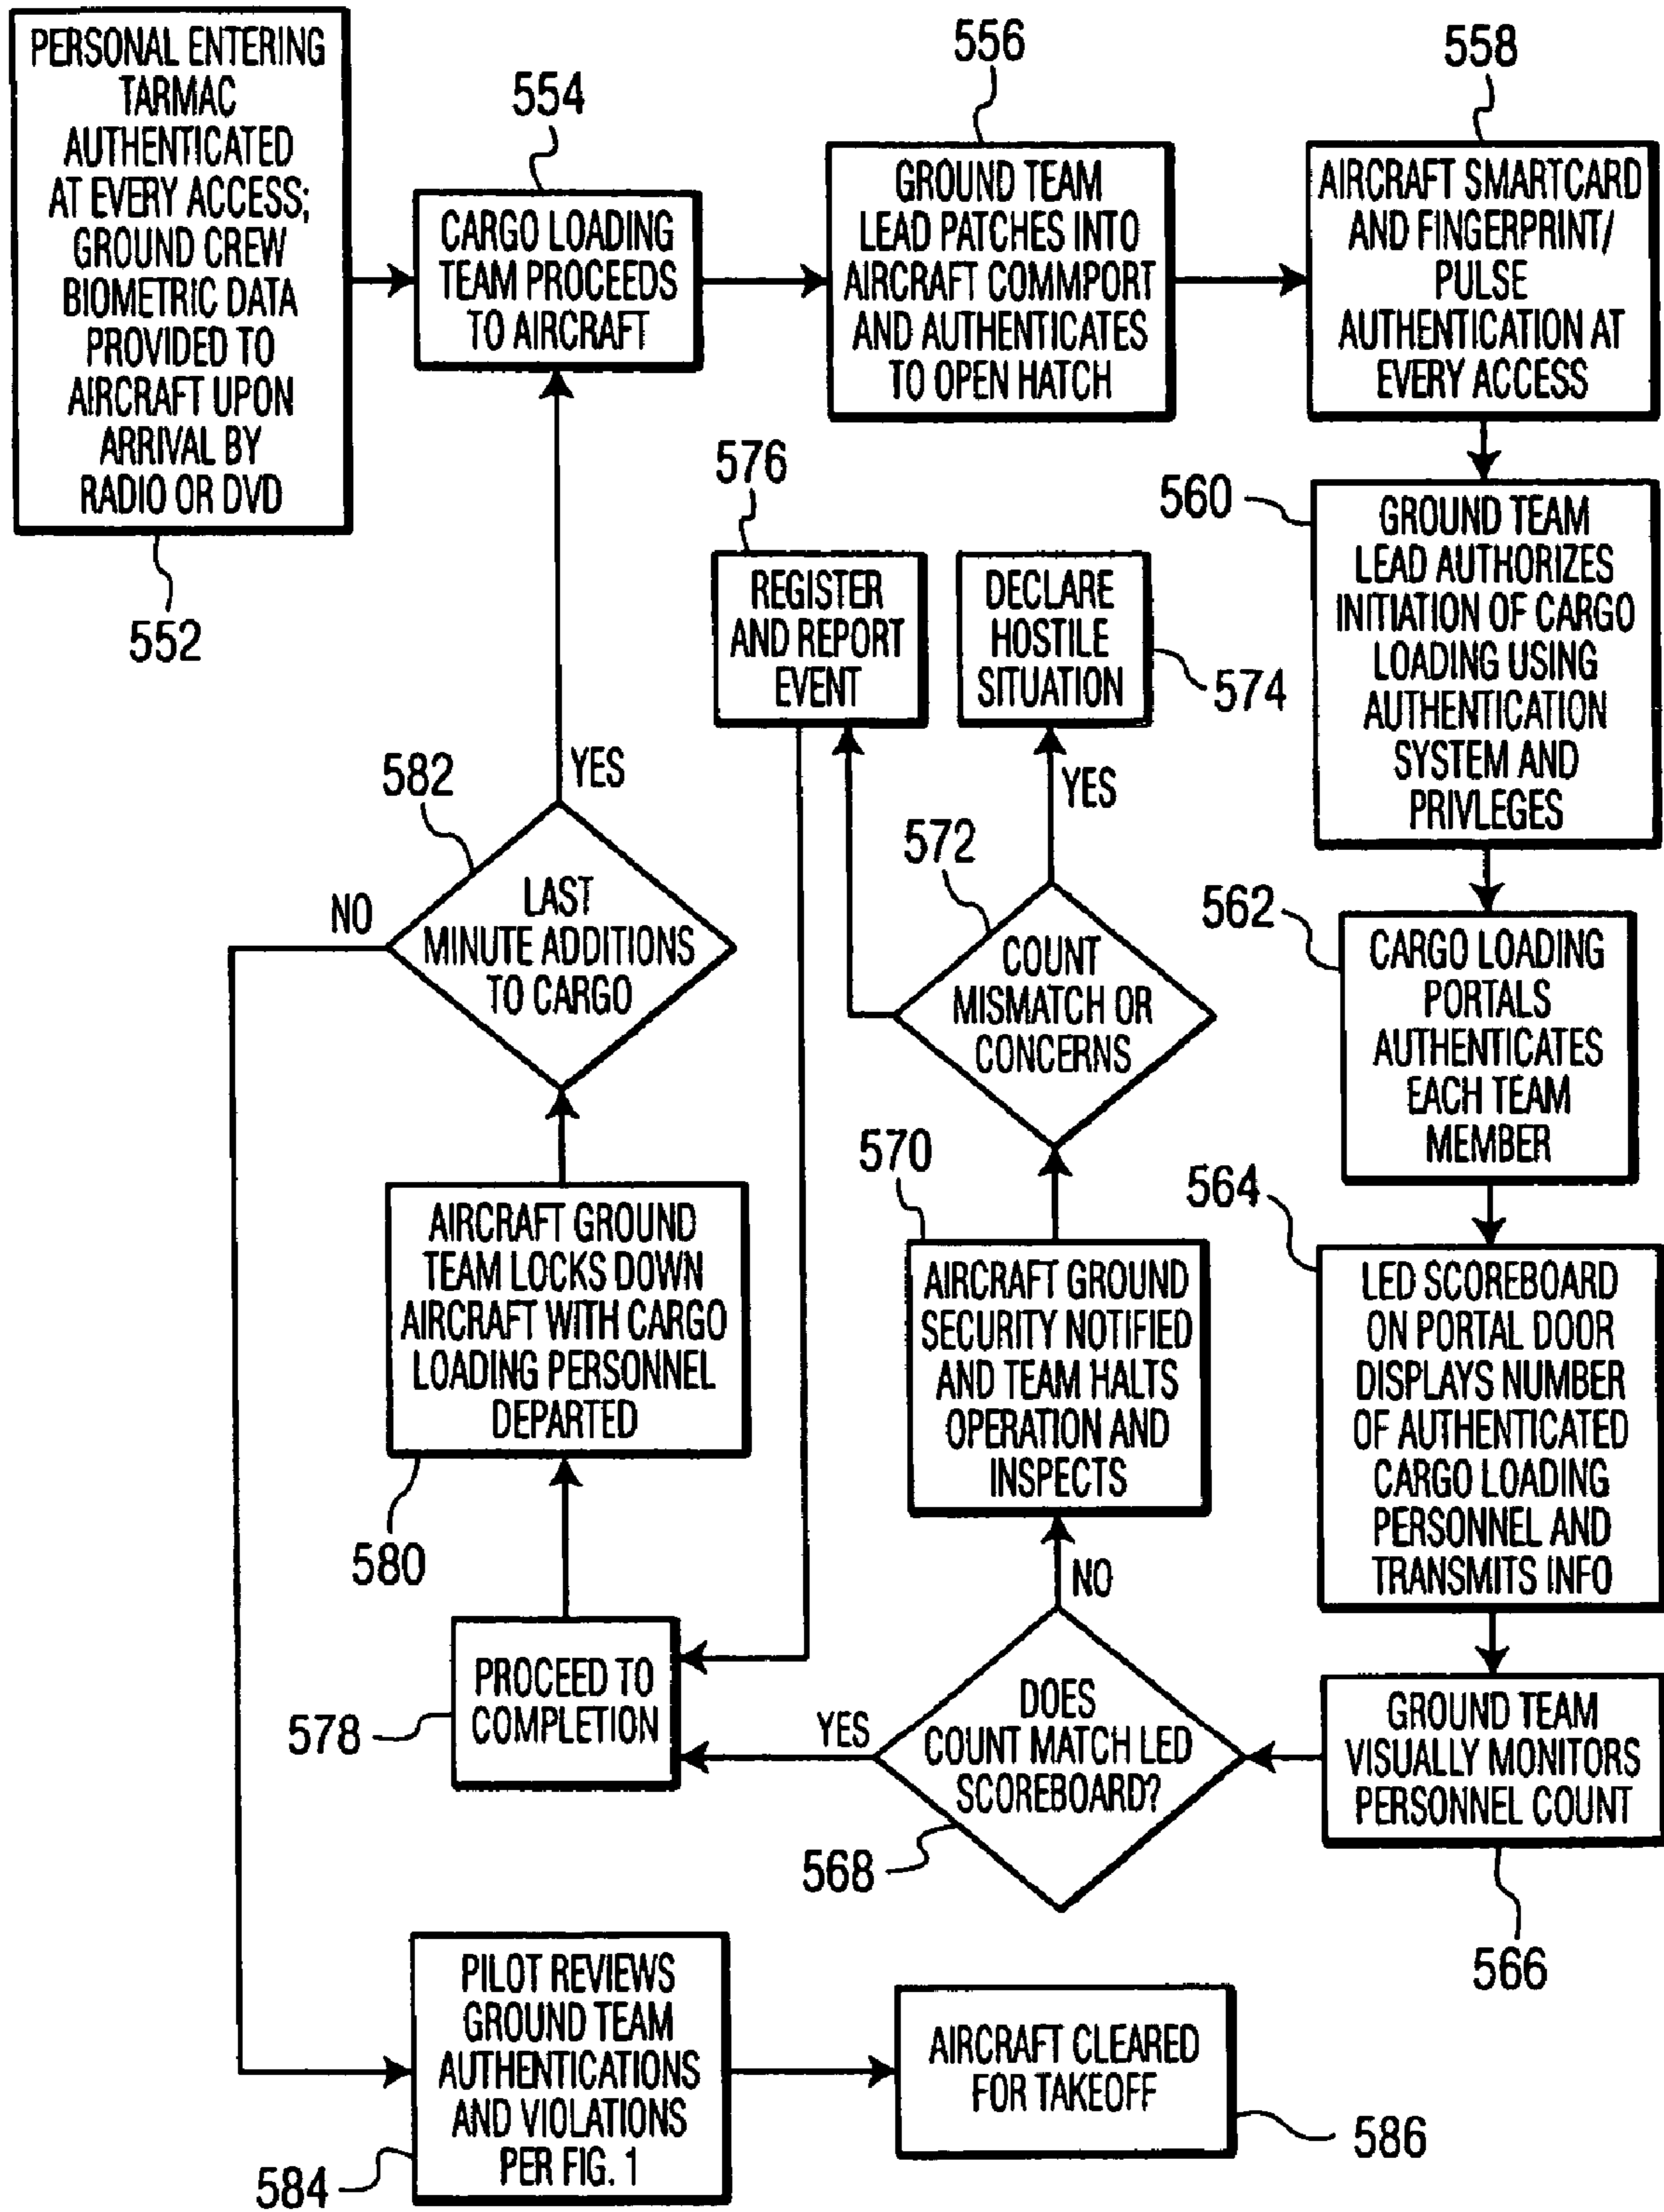 PERSONAL ENTERING
TARMAC
AUTHENTICATED
AT EVERY ACCESS;
GROUND CREW
BIOMETRIC DATA
PROVIDED TO
AIRCRAFT UPON
ARRIVAL BY
RADIO OR DVD
552
554
CARGO LOADING
TEAM PROCEEDS
TO AIRCRAFT
556
GROUND TEAM
LEAD PATCHES INTO
AIRCRAFT COMMPORT
AND AUTHENTICATES
TO OPEN HATCH
558
AIRCRAFT SMARTCARD
AND FINGERPRINT/
PULSE
AUTHENTICATION AT
EVERY ACCESS
560
GROUND TEAM
LEAD AUTHORIZES
INITIATION OF CARGO
LOADING USING
AUTHENTICATION
SYSTEM AND
PRIVLEGES
562
CARGO LOADING
PORTALS
AUTHENTICATES
EACH TEAM
MEMBER
564
LED SCOREBOARD
ON PORTAL DOOR
DISPLAYS NUMBER
OF AUTHENTICATED
CARGO LOADING
PERSONNEL AND
TRANSMITS INFO
GROUND TEAM
VISUALLY MONITORS
PERSONNEL COUNT
566
DOES
COUNT MATCH LED
SCOREBOARD?
568
YES
NO
570
AIRCRAFT GROUND
SECURITY NOTIFIED
AND TEAM HALTS
OPERATION AND
INSPECTS
572
COUNT
MISMATCH OR
CONCERNS
YES
DECLARE
HOSTILE
SITUATION
574
576
REGISTER
AND REPORT
EVENT
PROCEED TO
COMPLETION
578
AIRCRAFT GROUND
TEAM LOCKS DOWN
AIRCRAFT WITH CARGO
LOADING PERSONNEL
DEPARTED
580
582
LAST
MINUTE ADDITIONS
TO CARGO
YES
NO
PILOT REVIEWS
GROUND TEAM
AUTHENTICATIONS
AND VIOLATIONS
PER FIG. 1
584
AIRCRAFT CLEARED
FOR TAKEOFF
586